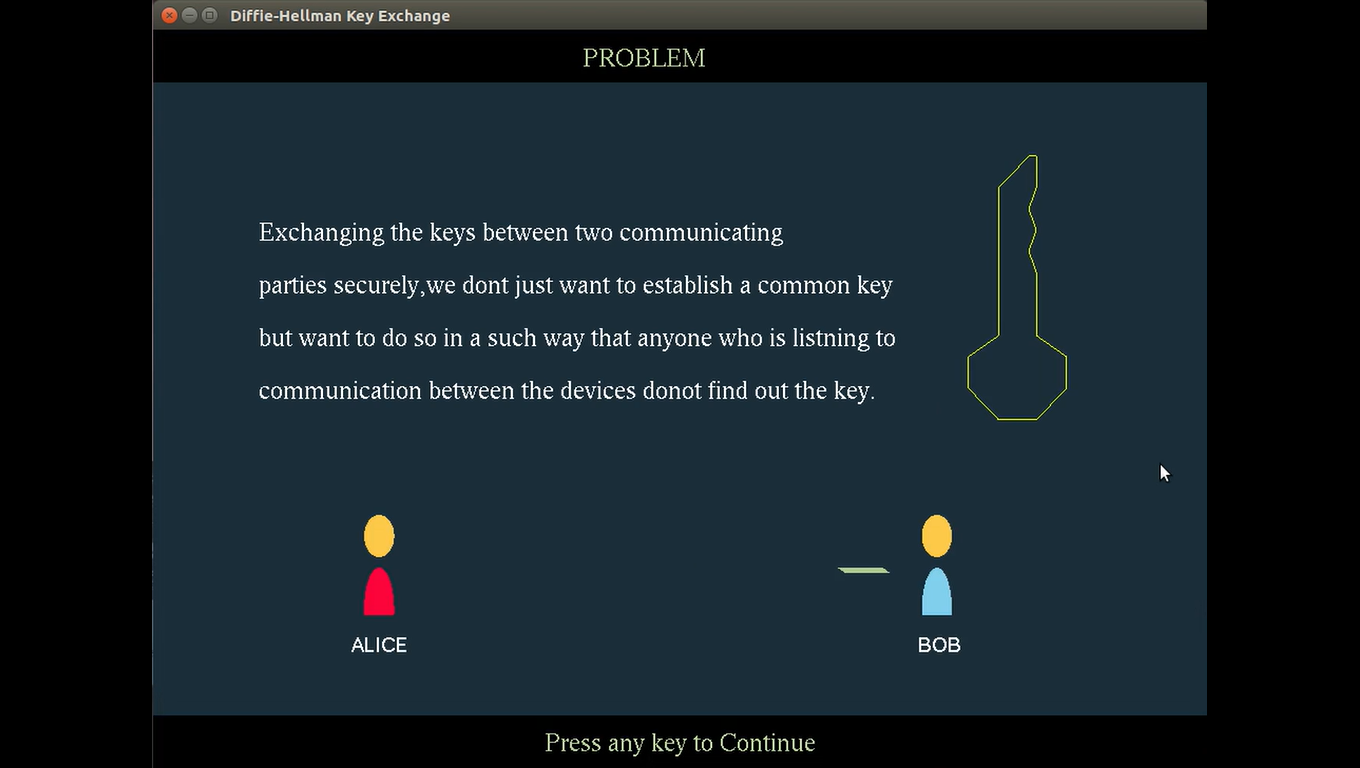 Diffie-Hellman Key Exchange
PROBLEM
Exchanging the keys between two communicating
parties securely,we dont just want to establish a common key
but want to do so in a such way that anyone who is listning to
communication between the devices donot find out the key.
ALICE
BOB
Press any key to Continue